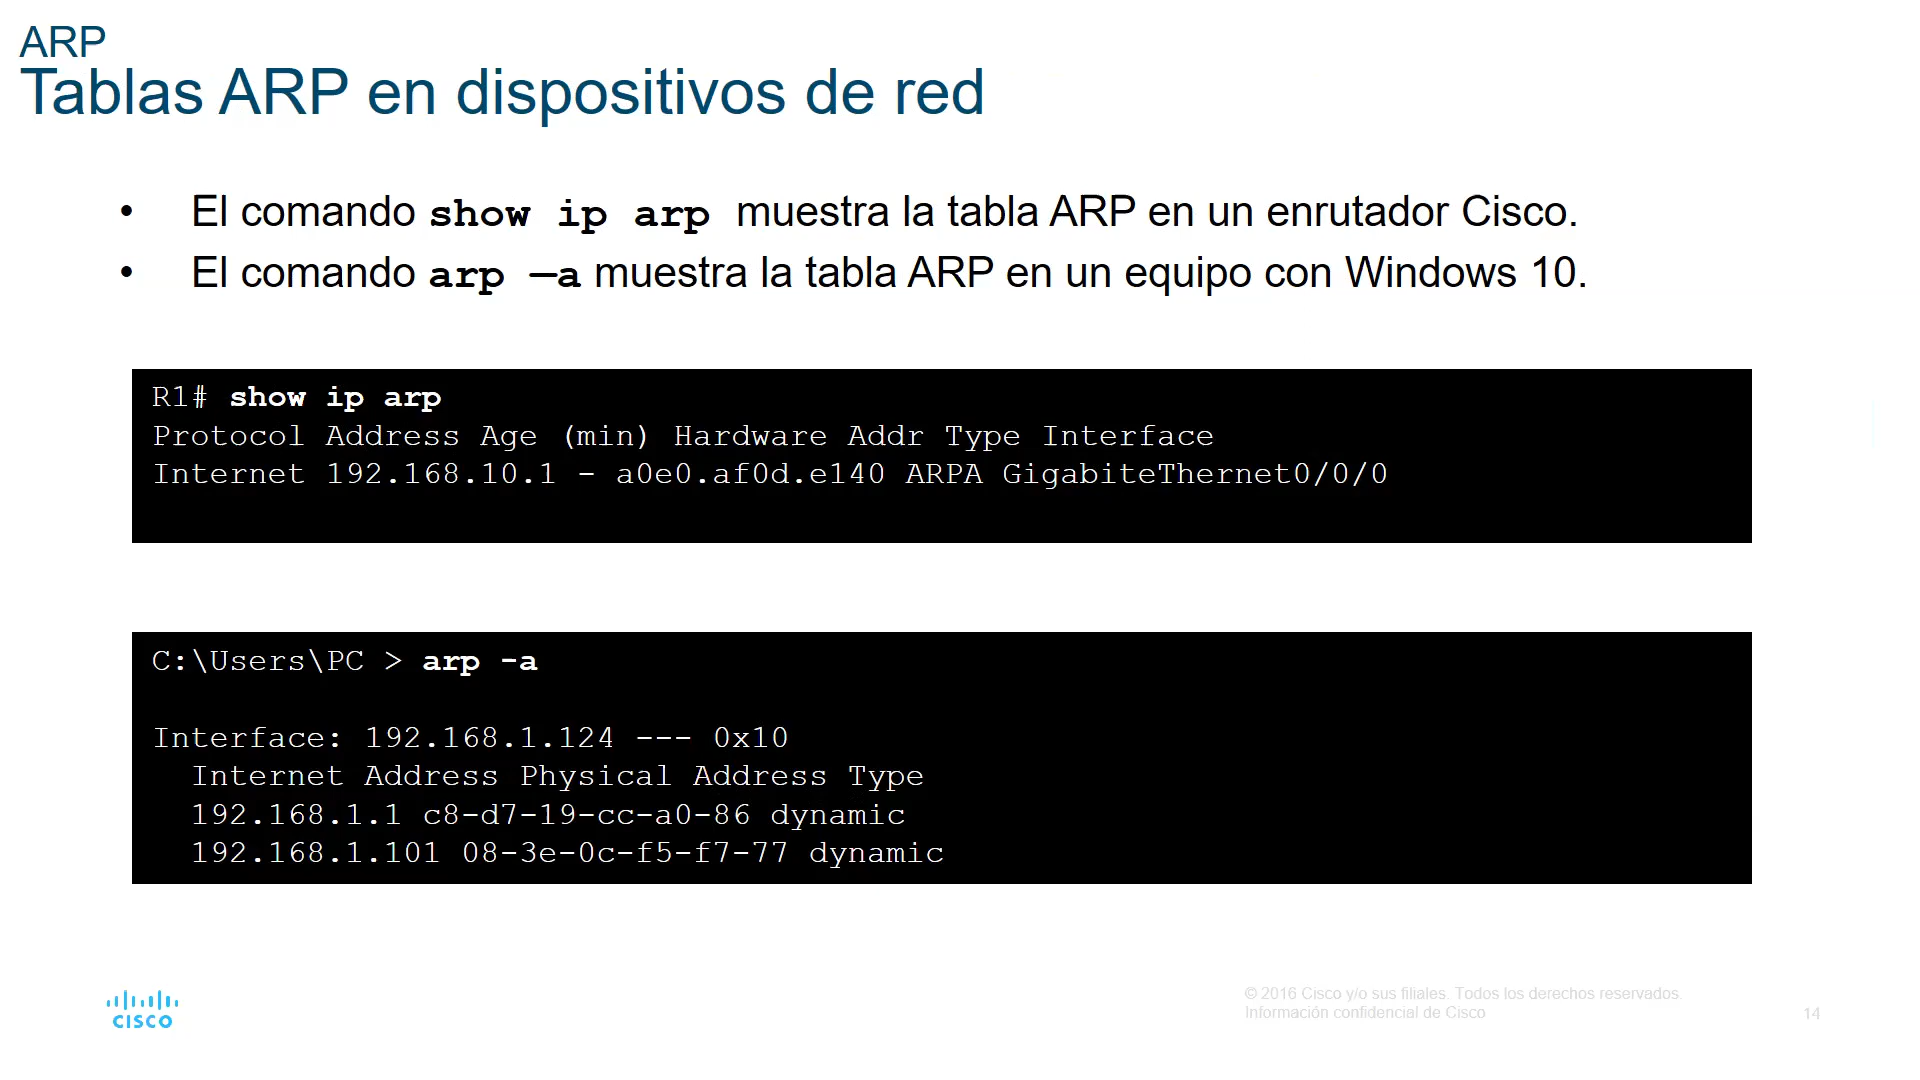 ARP
Tablas ARP en dispositivos de red
• El comando show ip arp muestra la tabla ARP en un enrutador Cisco.
• El comando arp –a muestra la tabla ARP en un equipo con Windows 10.
R1# show ip arp
Protocol Address Age (min) Hardware Addr Type Interface
Internet 192.168.10.1 - a0e0.af0d.e140 ARPA GigabiteThernet0/0/0
C:\Users\PC > arp -a
Interface: 192.168.1.124 --- 0x10
Internet Address Physical Address Type
192.168.1.1 c8-d7-19-cc-a0-86 dynamic
192.168.1.101 08-3e-0c-f5-f7-77 dynamic
CISCO
© 2016 Cisco y/o sus filiales. Todos los derechos reservados.
Información confidencial de Cisco
14